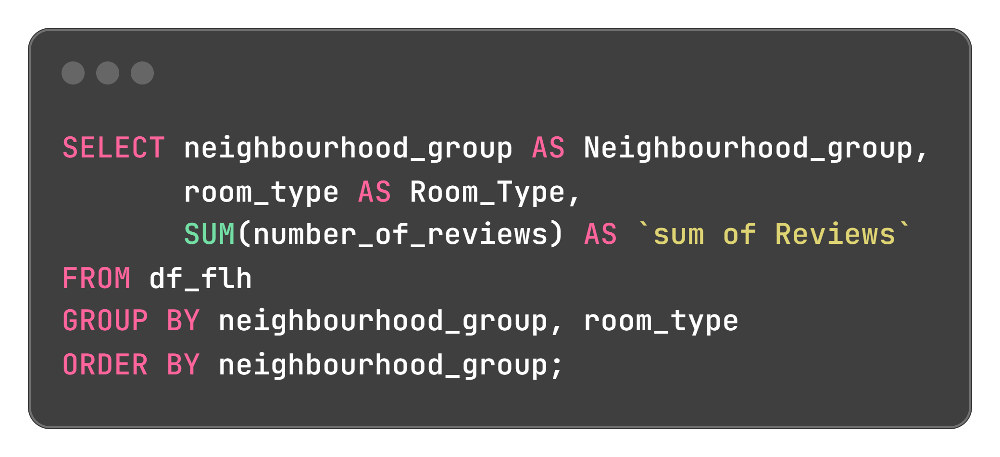 SELECT neighbourhood_group AS Neighbourhood_group,
       room_type AS Room_Type,
       SUM(number_of_reviews) AS `sum of Reviews`
FROM df_flh
GROUP BY neighbourhood_group, room_type
ORDER BY neighbourhood_group;